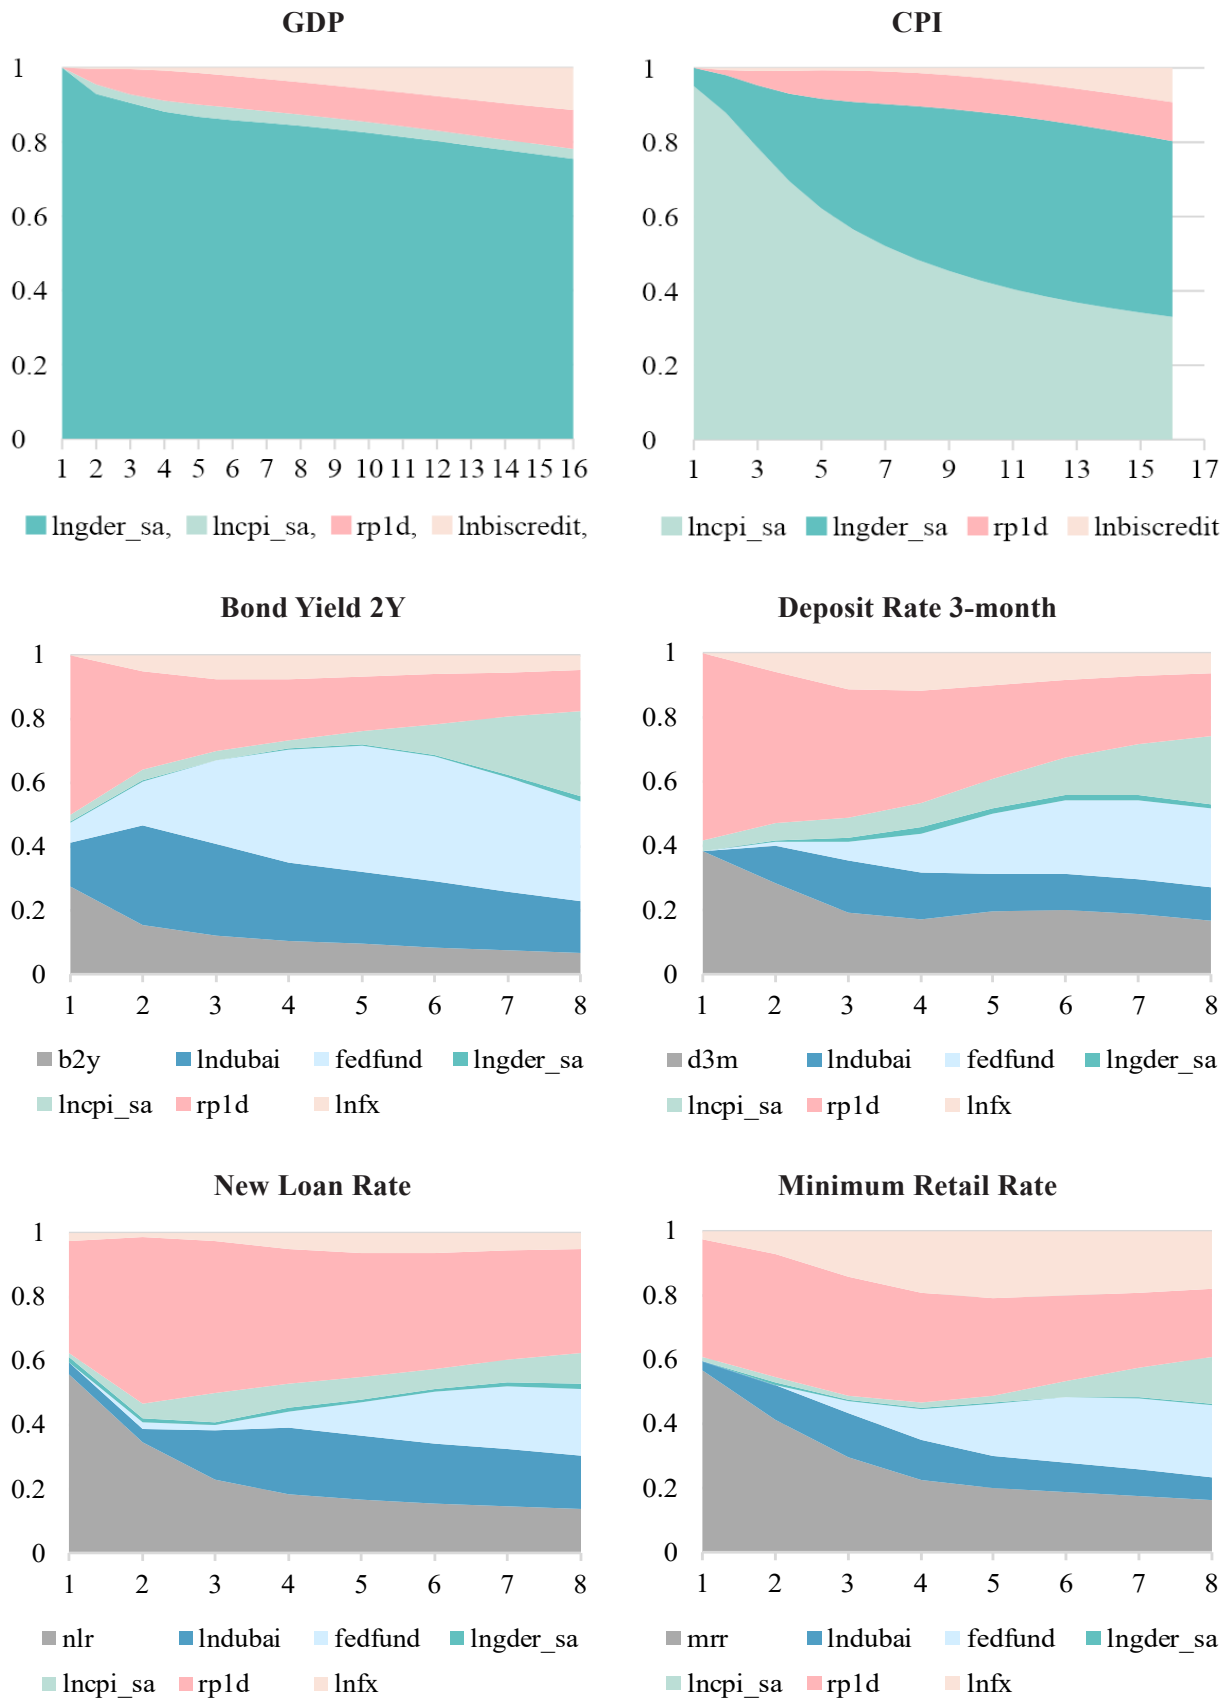 GDP
1
0.8
0.6
0.4
0.2
0
1 2 3 4 5 6 7 8 9 10 11 12 13 14 15 16
lngder_sa, lncpi_sa, rp1d, lnbiscredit,
CPI
1
0.8
0.6
0.4
0.2
0
1 3 5 7 9 11 13 15 17
lncpi_sa lngder_sa rp1d lnbiscredit
Bond Yield 2Y
1
0.8
0.6
0.4
0.2
0
1 2 3 4 5 6 7 8
b2y lndubai fedfund lngder_sa
lncpi_sa rp1d lnfx
Deposit Rate 3-month
1
0.8
0.6
0.4
0.2
0
1 2 3 4 5 6 7 8
d3m lndubai fedfund lngder_sa
lncpi_sa rp1d lnfx
New Loan Rate
1
0.8
0.6
0.4
0.2
0
1 2 3 4 5 6 7 8
nlr lndubai fedfund lngder_sa
lncpi_sa rp1d lnfx
Minimum Retail Rate
1
0.8
0.6
0.4
0.2
0
1 2 3 4 5 6 7 8
mrr lndubai fedfund lngder_sa
lncpi_sa rp1d lnfx